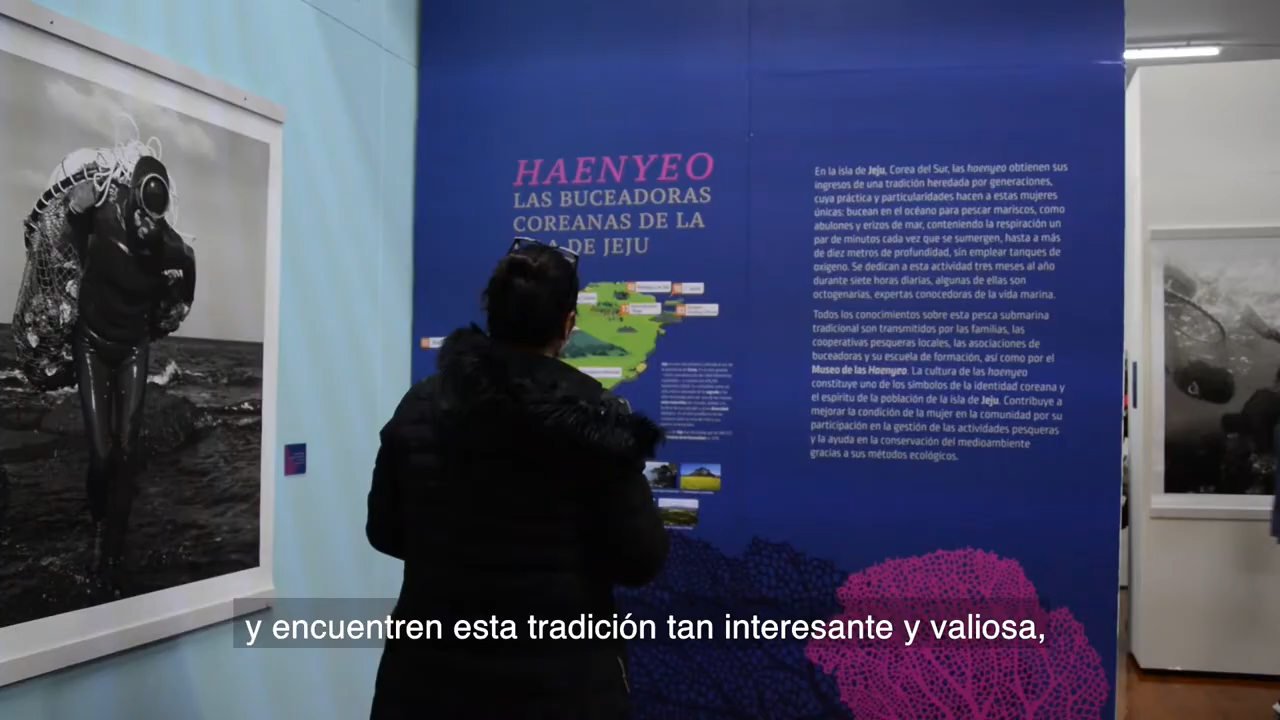 HAENYEO
LAS BUCEADORAS
COREANAS DE LA
DE JEJU
En la isla de Jeju, Corea del Sur, las haenyeo obtienen sus
ingresos de una tradición heredada por generaciones,
cuya práctica y particularidades hacen a estas mujeres
únicas: bucean en el océano para pescar mariscos, como
abulones y erizos de mar, conteniendo la respiración un
par de minutos cada vez que se sumergen, hasta a más
de diez metros de profundidad, sin emplear tanques de
oxígeno. Se dedican a esta actividad tres meses al año
durante siete horas diarias, algunas de ellas son
octogenarias, expertas conocedoras de la vida marina.
Todos los conocimientos sobre esta pesca submarina
tradicional son transmitidos por las familias, las
cooperativas pesqueras locales, las asociaciones de
buceadoras y su escuela de formación, así como por el
Museo de las Haenyeo. La cultura de las haenyeo
constituye uno de los símbolos de la identidad coreana y
el espíritu de la población de la isla de Jeju. Contribuye a
mejorar la condición de la mujer en la comunidad por su
participación en la gestión de las actividades pesqueras
y la ayuda en la conservación del medioambiente
gracias a sus métodos ecológicos.
y encuentren esta tradición tan interesante y valiosa,